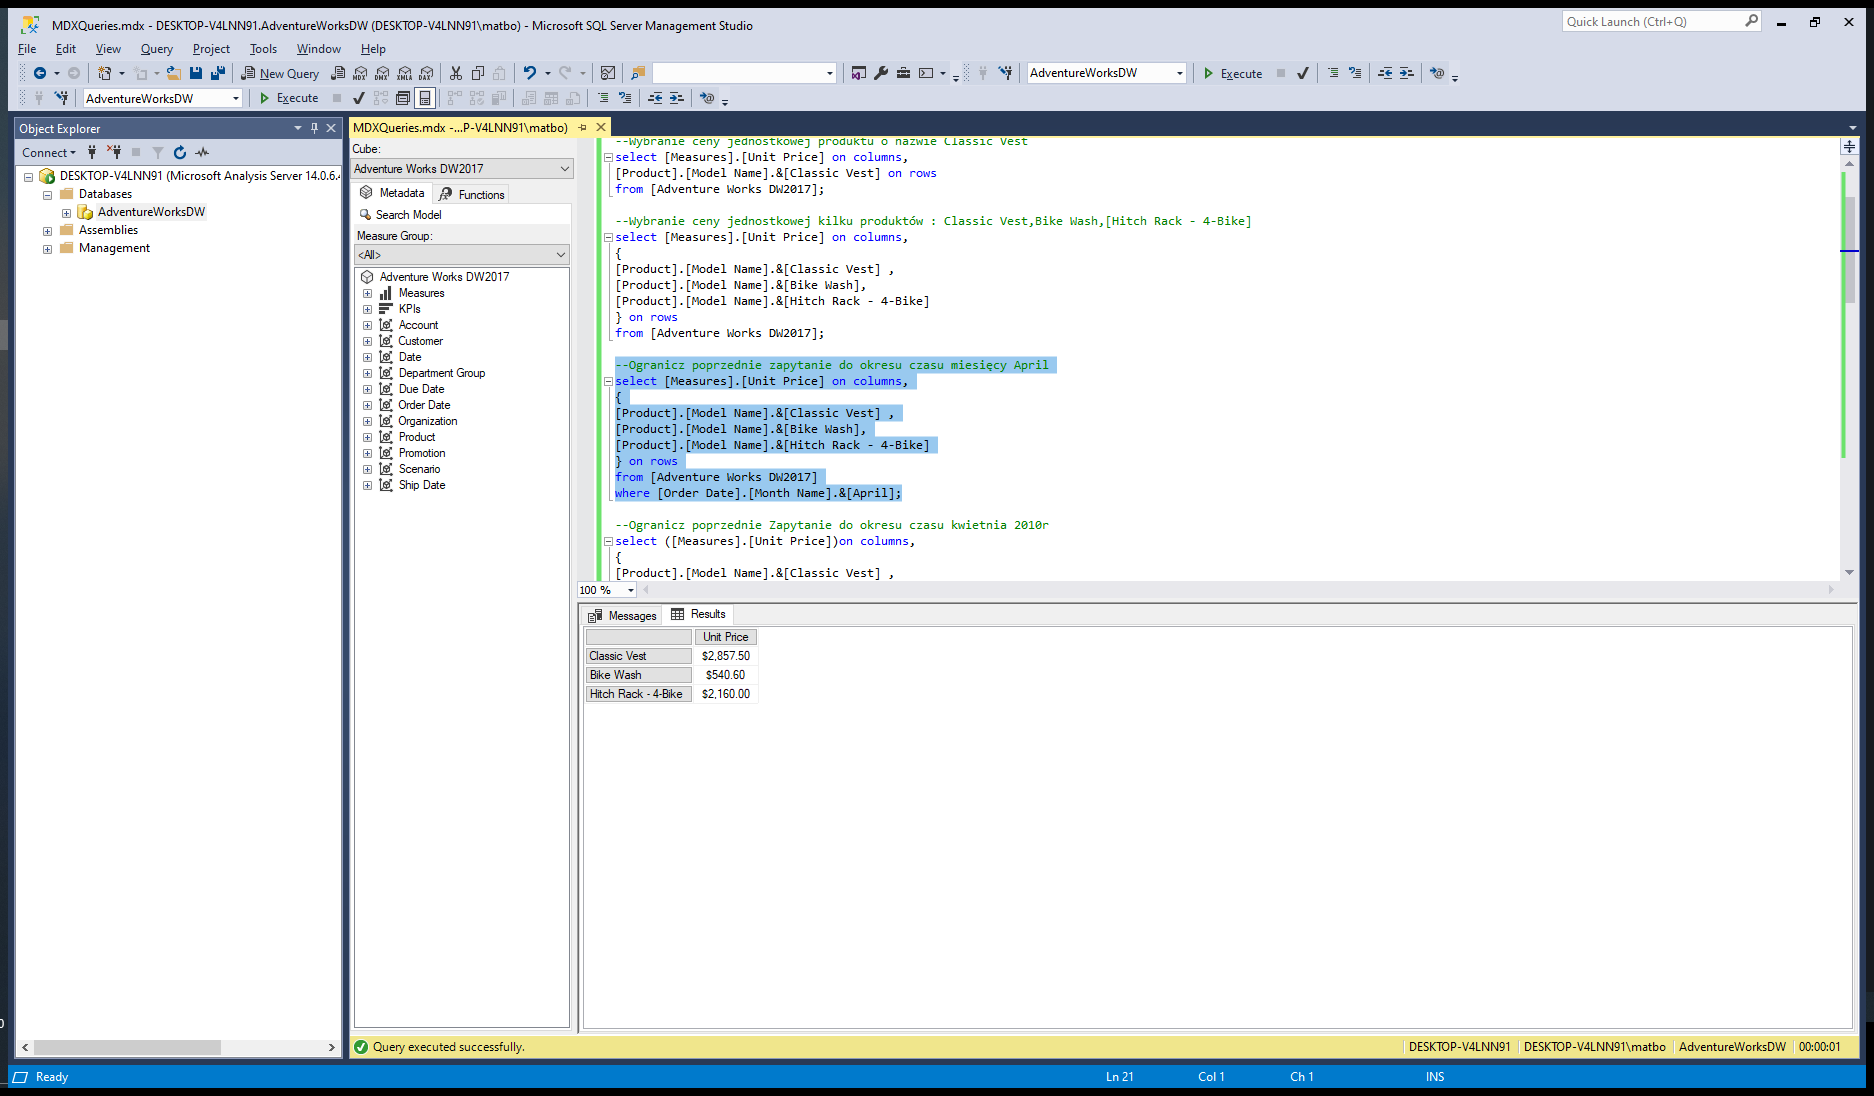 MDXQueries.mdx - DESKTOP-V4LNN91.AdventureWorksDW (DESKTOP-V4LNN91\matbo) - Microsoft SQL Server Management Studio
Quick Launch (Ctrl+Q)
File Edit View Query Project Tools Window Help
New Query MDX DMX XMLA DAX AdventureWorksDW Execute
AdventureWorksDW Execute
Object Explorer
Connect
DESKTOP-V4LNN91 (Microsoft Analysis Server 14.0.6.4
Databases
AdventureWorksDW
Assemblies
Management
MDXQueries.mdx -...P-V4LNN91\matbo)
Cube:
Adventure Works DW2017
Metadata Functions
Search Model
Measure Group:
<All>
Adventure Works DW2017
Measures
KPIs
Account
Customer
Date
Department Group
Due Date
Order Date
Organization
Product
Promotion
Scenario
Ship Date
--Wybranie ceny jednostkowej produktu o nazwie Classic Vest
select [Measures].[Unit Price] on columns,
[Product].[Model Name].&[Classic Vest] on rows
from [Adventure Works DW2017];
--Wybranie ceny jednostkowej kilku produktów : Classic Vest,Bike Wash,[Hitch Rack - 4-Bike]
select [Measures].[Unit Price] on columns,
{
[Product].[Model Name].&[Classic Vest] ,
[Product].[Model Name].&[Bike Wash],
[Product].[Model Name].&[Hitch Rack - 4-Bike]
} on rows
from [Adventure Works DW2017];
--Ogranicz poprzednie zapytanie do okresu czasu miesięcy April
select [Measures].[Unit Price] on columns,
{
[Product].[Model Name].&[Classic Vest] ,
[Product].[Model Name].&[Bike Wash],
[Product].[Model Name].&[Hitch Rack - 4-Bike]
} on rows
from [Adventure Works DW2017]
where [Order Date].[Month Name].&[April];
--Ogranicz poprzednie Zapytanie do okresu czasu kwietnia 2010r
select ([Measures].[Unit Price])on columns,
{
[Product].[Model Name].&[Classic Vest] ,
100 %
Messages Results
Unit Price
Classic Vest $2,857.50
Bike Wash $540.60
Hitch Rack - 4-Bike $2,160.00
Query executed successfully. DESKTOP-V4LNN91 DESKTOP-V4LNN91\matbo AdventureWorksDW 00:00:01
Ready Ln 21 Col 1 Ch 1 INS